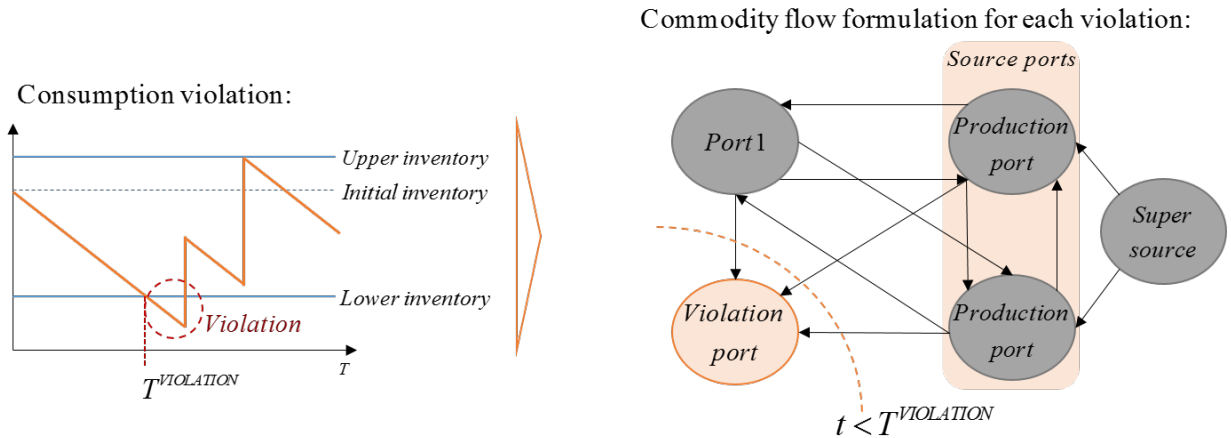 Commodity flow formulation for each violation:
Consumption violation:
Upper inventory
Initial inventory
Lower inventory
Violation
T
T^VIOLATION
Source ports
Port 1
Production
port
Super
source
Violation
port
Production
port
t < T^VIOLATION